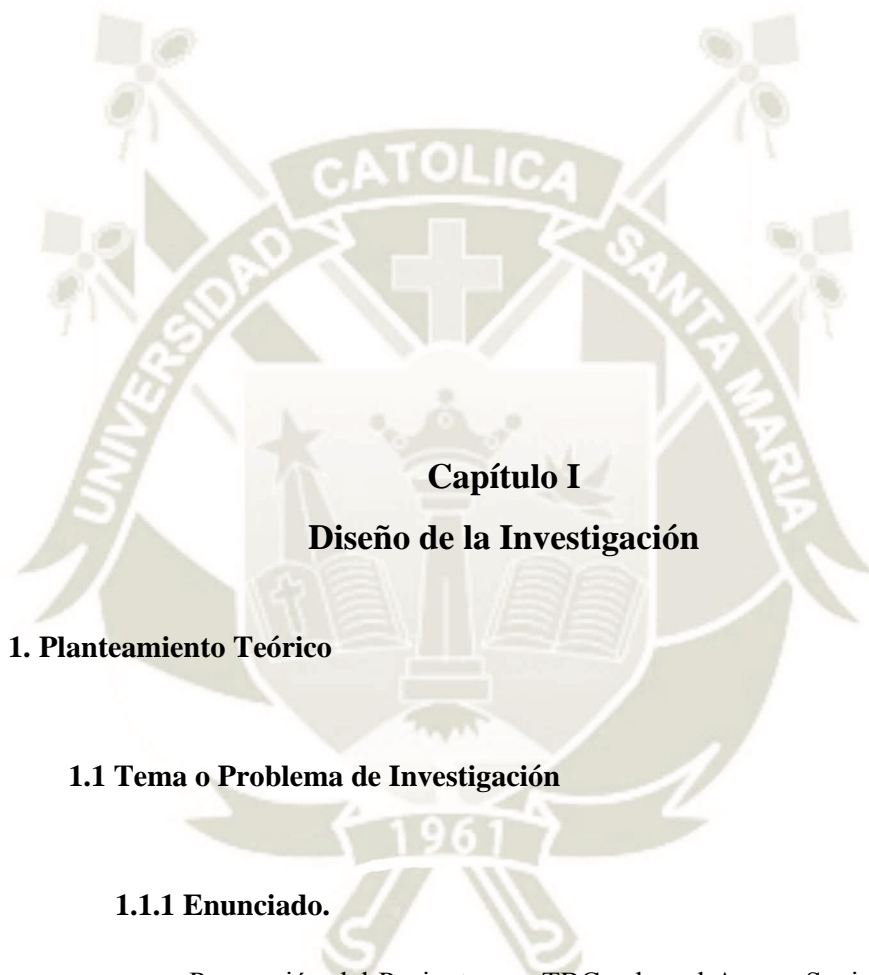 UNIVERSIDAD CATOLICA SANTA MARIA
Capítulo I
Diseño de la Investigación
1. Planteamiento Teórico
1.1 Tema o Problema de Investigación
1961
1.1.1 Enunciado.